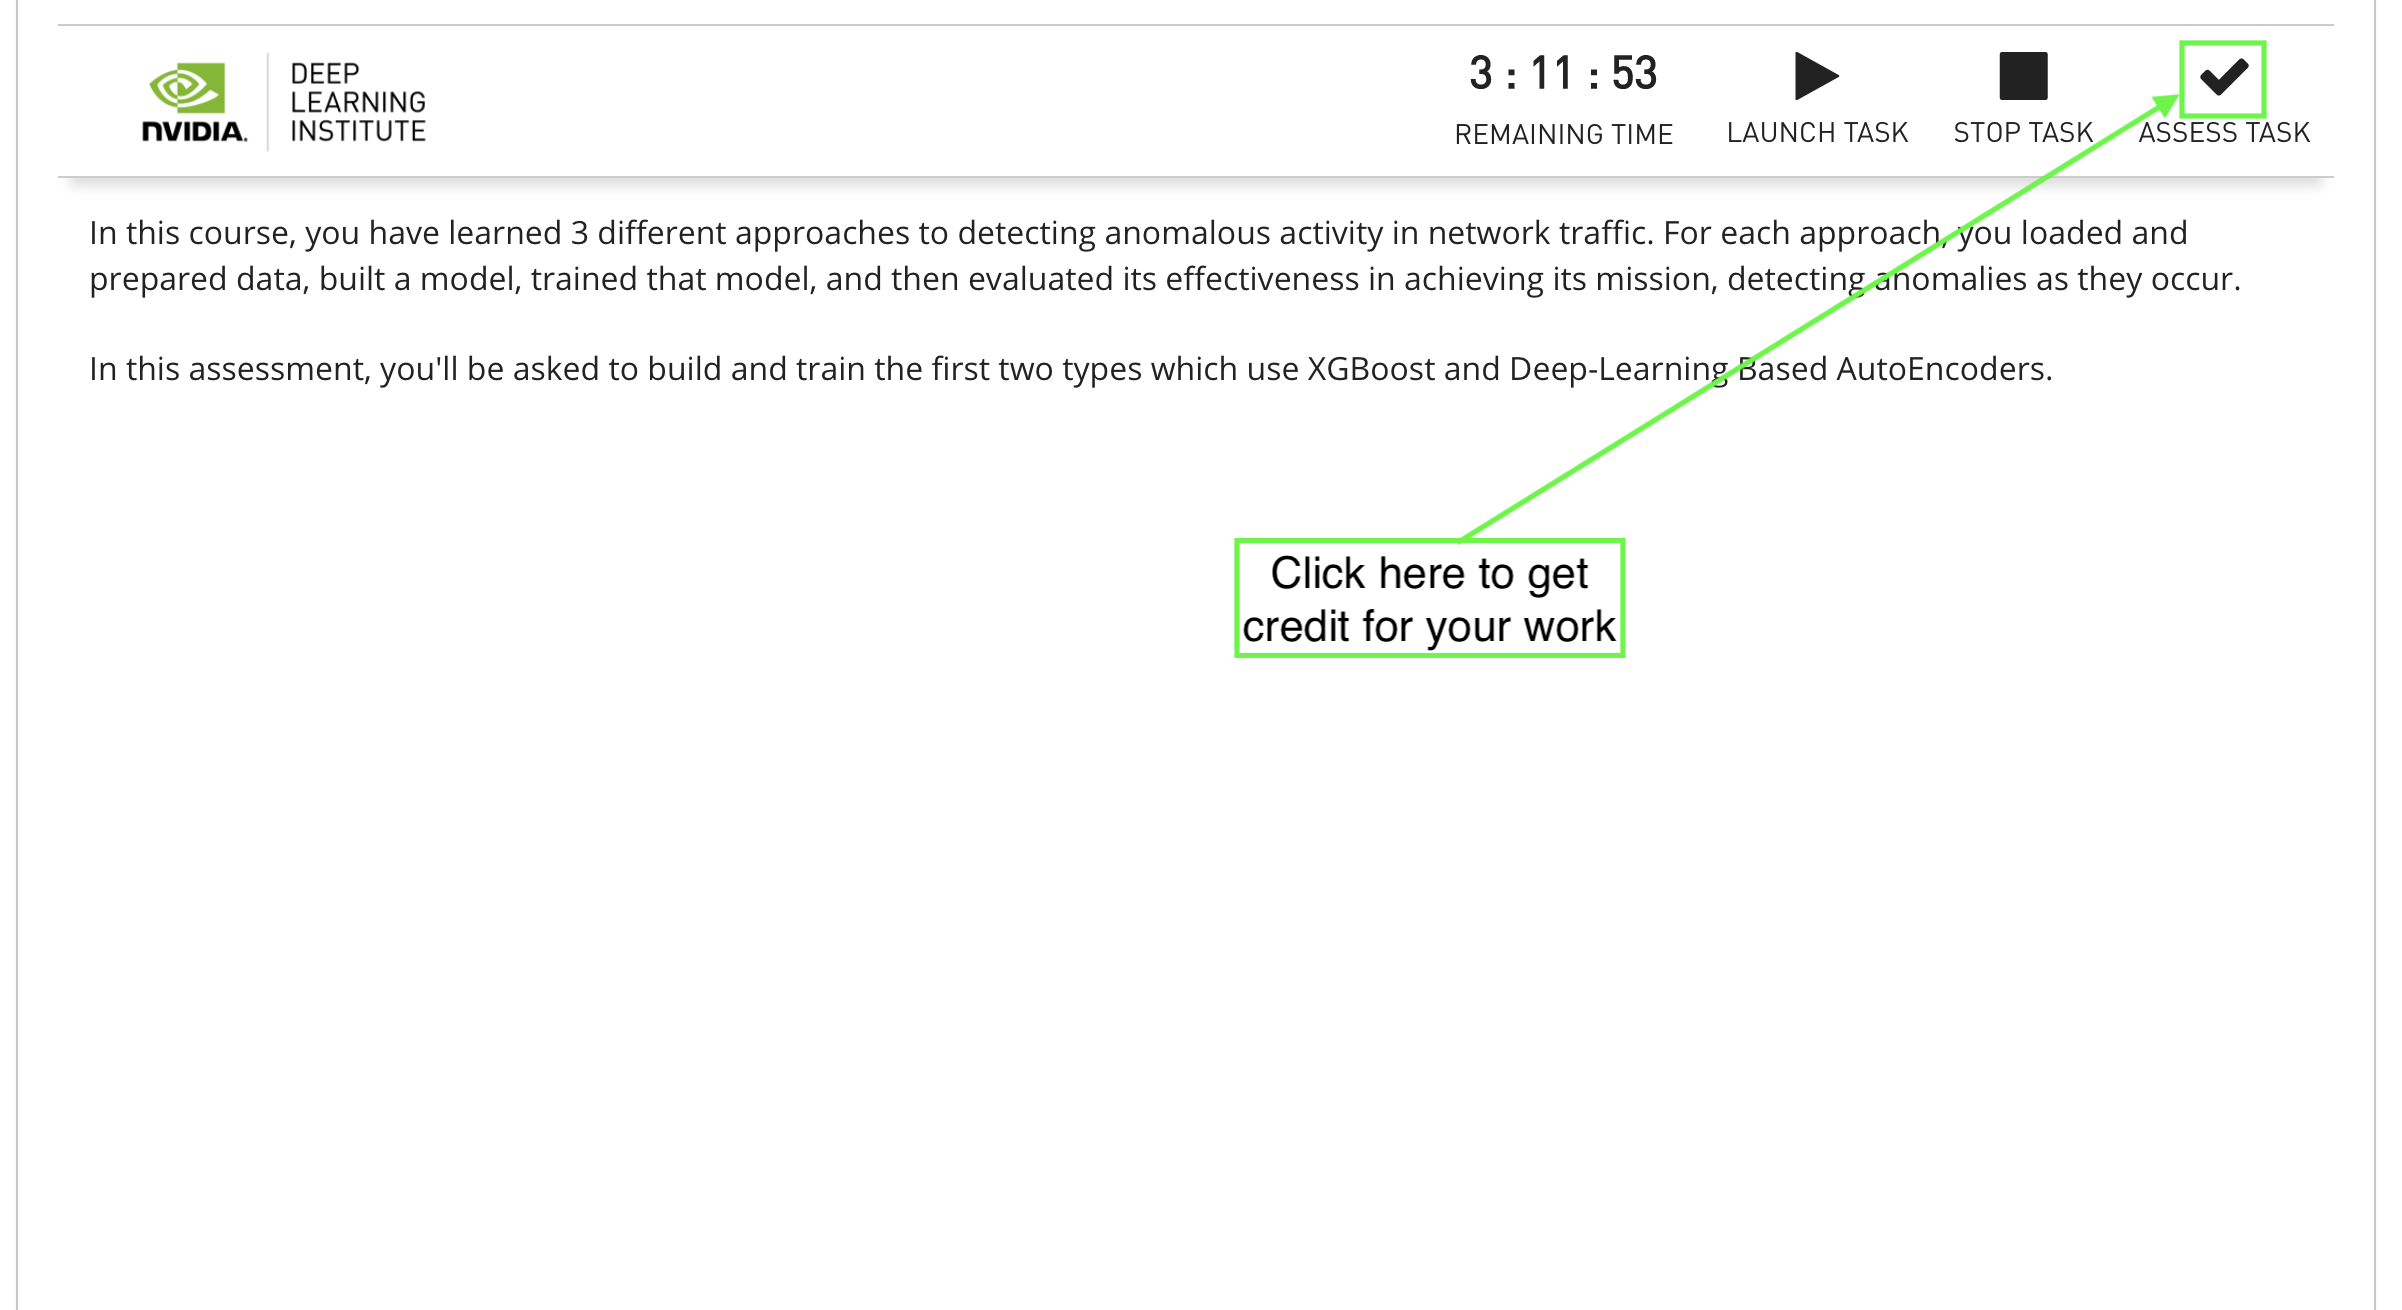 NVIDIA.
DEEP
LEARNING
INSTITUTE
3 : 11 : 53
REMAINING TIME
LAUNCH TASK
STOP TASK
ASSESS TASK
In this course, you have learned 3 different approaches to detecting anomalous activity in network traffic. For each approach, you loaded and
prepared data, built a model, trained that model, and then evaluated its effectiveness in achieving its mission, detecting anomalies as they occur.
In this assessment, you'll be asked to build and train the first two types which use XGBoost and Deep-Learning Based AutoEncoders.
Click here to get
credit for your work